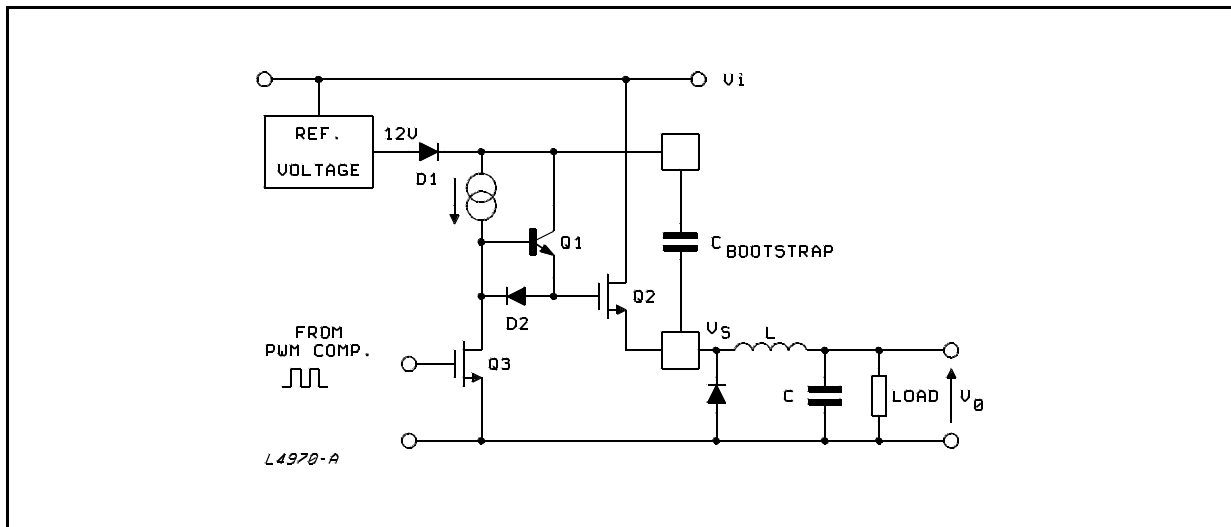 Vi
REF.
VOLTAGE
12V
D1
Q1
C BOOTSTRAP
D2
Q2
FROM
PWM COMP.
Q3
VS
L
C
LOAD
V0
L4970-A